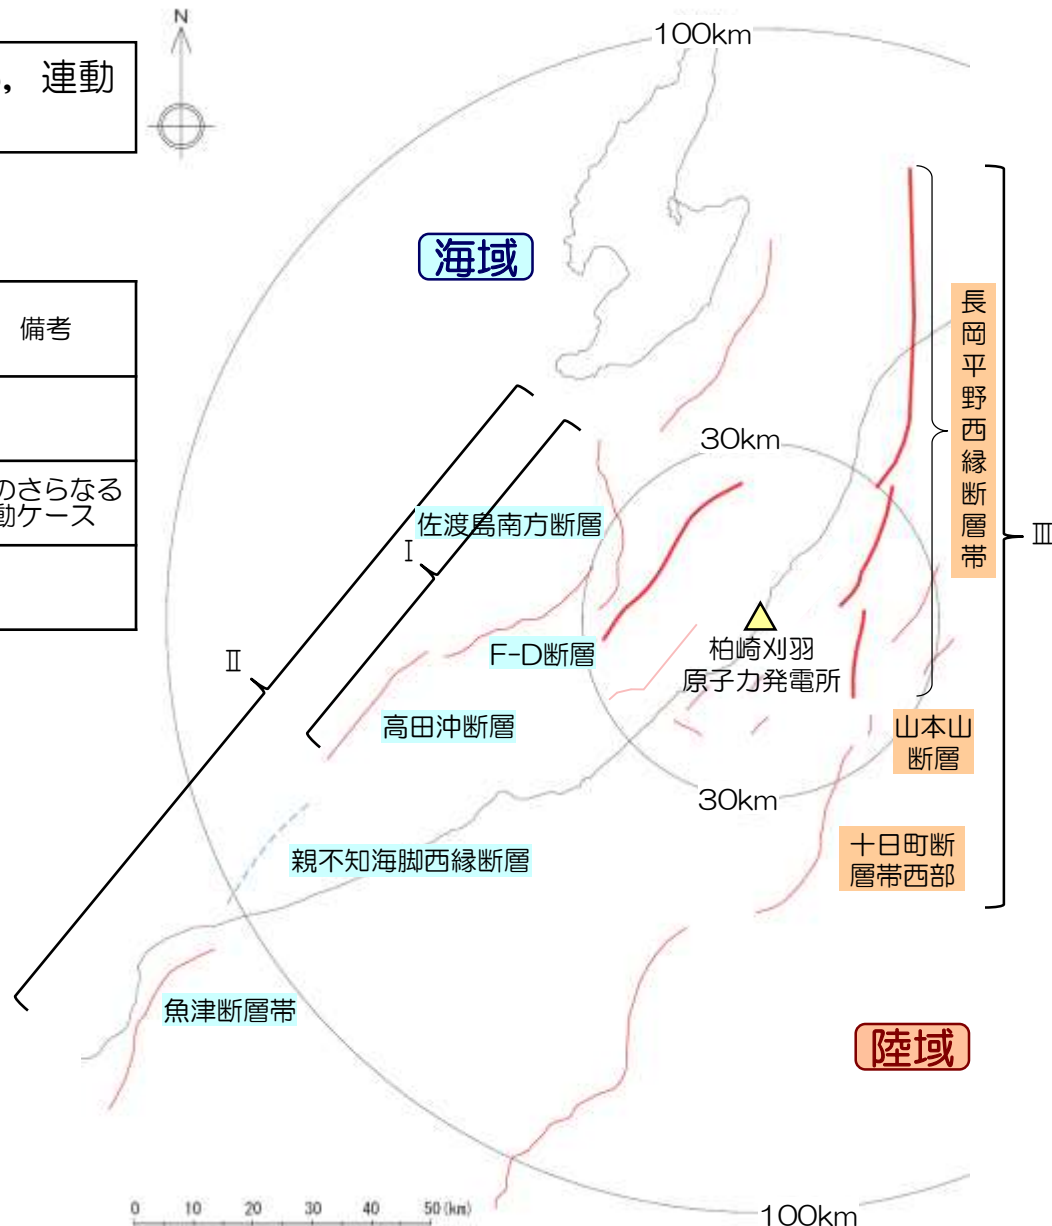 N
，連動
備考
のさらなる
動ケース
100km
海域
長岡平野西縁断層帯
30km
佐渡島南方断層
Ⅰ
Ⅲ
F-D断層
柏崎刈羽
原子力発電所
Ⅱ
高田沖断層
山本山
断層
30km
親不知海脚西縁断層
十日町断
層帯西部
魚津断層帯
陸域
0 10 20 30 40 50(km)
100km